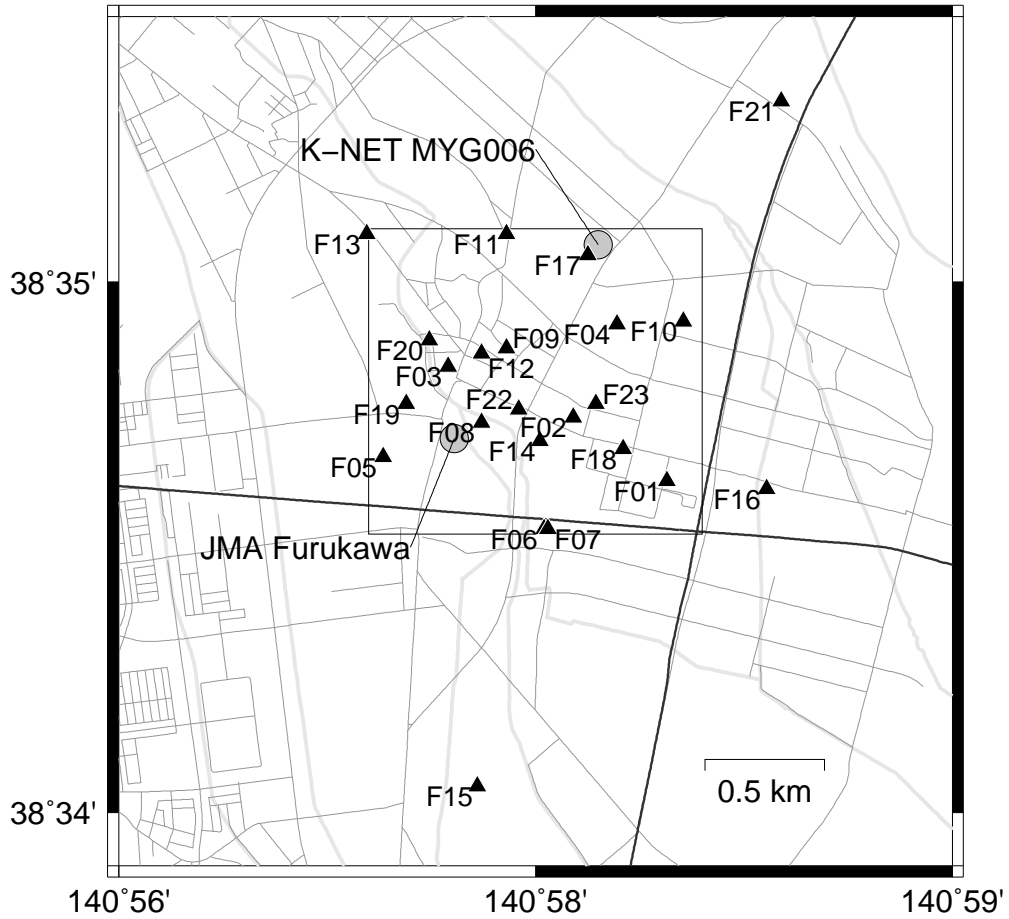 F21
K−NET MYG006
F13
F11
F17
38˚35'
F04
F10
F09
F20
F12
F03
F23
F22
F19
F02
F08
F14
F18
F05
F01
F16
F06
F07
JMA Furukawa
0.5 km
F15
38˚34'
140˚56'
140˚58'
140˚59'